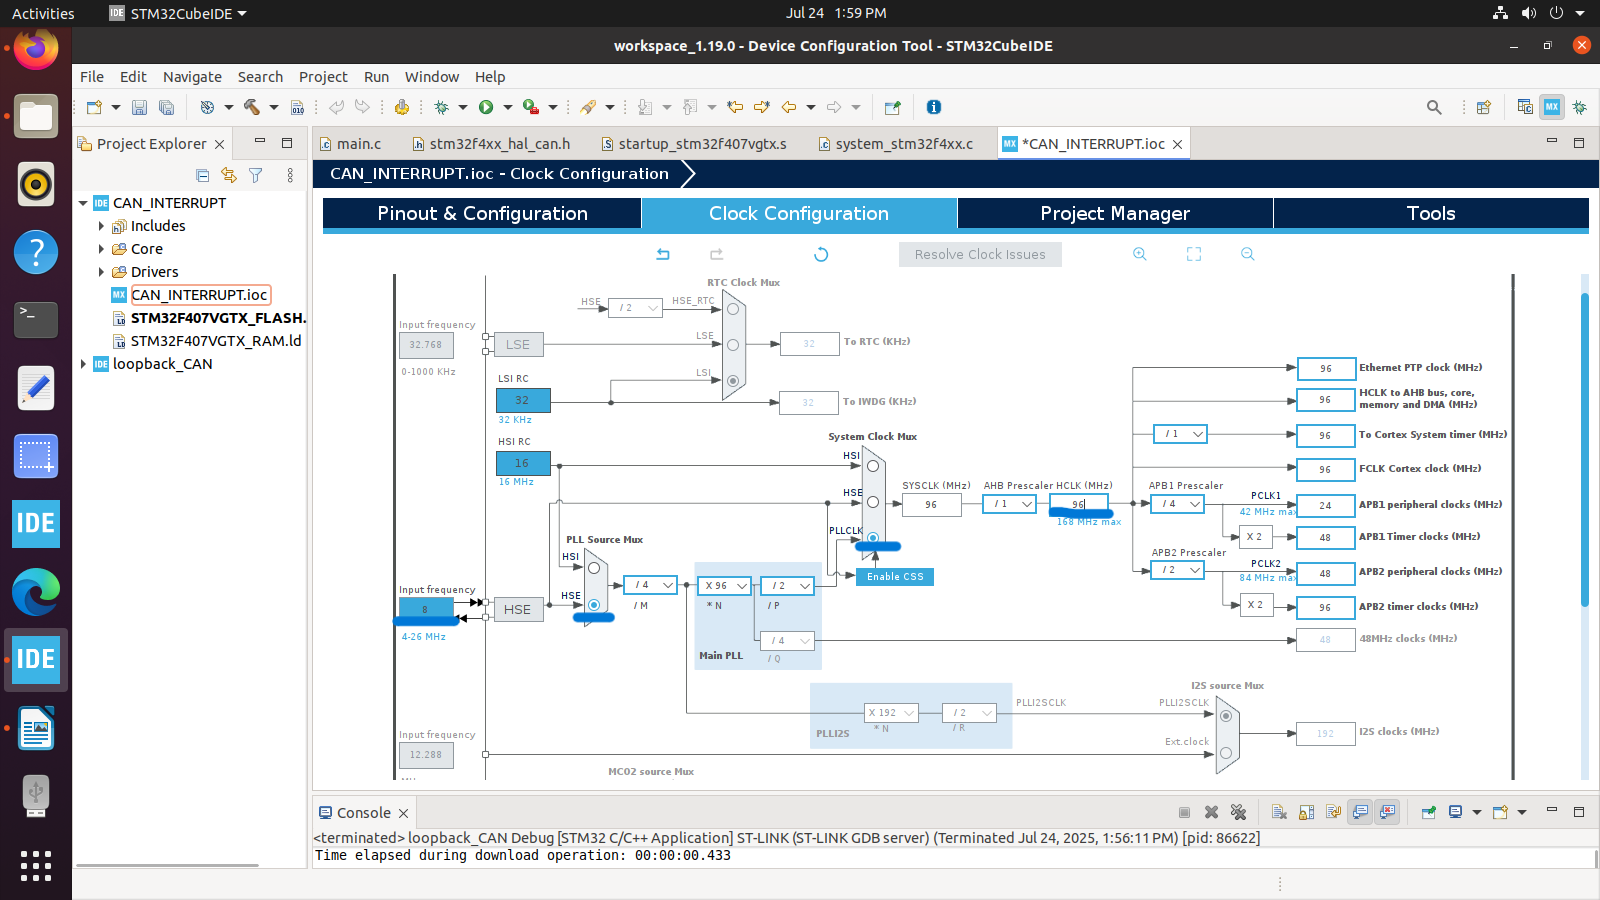 Activities
STM32CubeIDE
Jul 24 1:59 PM
workspace_1.19.0 - Device Configuration Tool - STM32CubeIDE
File Edit Navigate Search Project Run Window Help
Project Explorer
main.c
stm32f4xx_hal_can.h
startup_stm32f407vgtx.s
system_stm32f4xx.c
*CAN_INTERRUPT.ioc
CAN_INTERRUPT.ioc - Clock Configuration
CAN_INTERRUPT
Includes
Core
Drivers
CAN_INTERRUPT.ioc
STM32F407VGTX_FLASH.
STM32F407VGTX_RAM.ld
loopback_CAN
Pinout & Configuration
Clock Configuration
Project Manager
Tools
Resolve Clock Issues
RTC Clock Mux
HSE
/ 2
HSE_RTC
Input frequency
32.768
0-1000 KHz
LSE
LSE
32
To RTC (KHz)
LSI
LSI RC
32
32 KHz
32
To IWDG (KHz)
HSI RC
16
16 MHz
System Clock Mux
HSI
HSE
PLLCLK
Enable CSS
SYSCLK (MHz)
96
AHB Prescaler
/ 1
HCLK (MHz)
96
168 MHz max
96
Ethernet PTP clock (MHz)
96
HCLK to AHB bus, core,
memory and DMA (MHz)
/ 1
96
To Cortex System timer (MHz)
96
FCLK Cortex clock (MHz)
APB1 Prescaler
/ 4
PCLK1
42 MHz max
24
APB1 peripheral clocks (MHz)
X 2
48
APB1 Timer clocks (MHz)
APB2 Prescaler
/ 2
PCLK2
84 MHz max
48
APB2 peripheral clocks (MHz)
X 2
96
APB2 timer clocks (MHz)
PLL Source Mux
HSI
HSE
Input frequency
8
4-26 MHz
HSE
/ 4
/ M
X 96
* N
/ 2
/ P
/ 4
/ Q
Main PLL
48
48MHz clocks (MHz)
X 192
* N
/ 2
/ R
PLLI2S
PLLI2SCLK
I2S source Mux
PLLI2SCLK
Ext.clock
192
I2S clocks (MHz)
Input frequency
12.288
MCO2 source Mux
Console
<terminated> loopback_CAN Debug [STM32 C/C++ Application] ST-LINK (ST-LINK GDB server) (Terminated Jul 24, 2025, 1:56:11 PM) [pid: 86622]
Time elapsed during download operation: 00:00:00.433